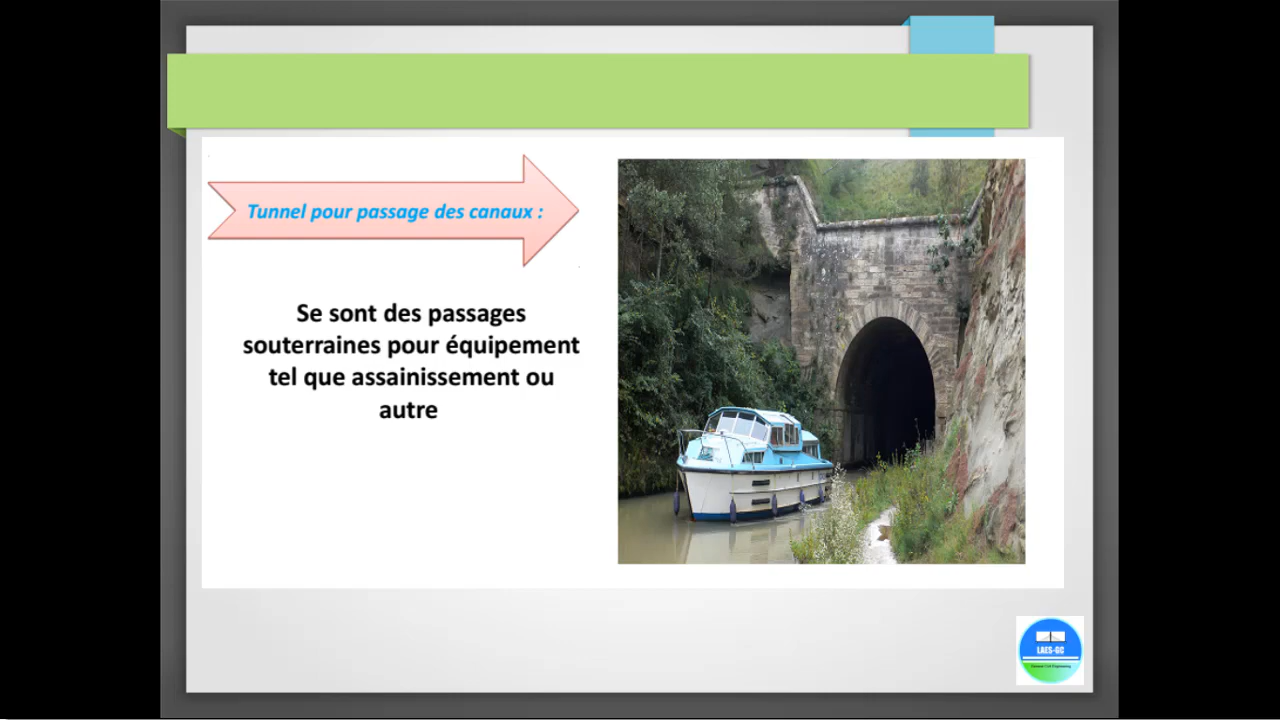 Tunnel pour passage des canaux :
Se sont des passages
souterraines pour équipement
tel que assainissement ou
autre
LAES-GC